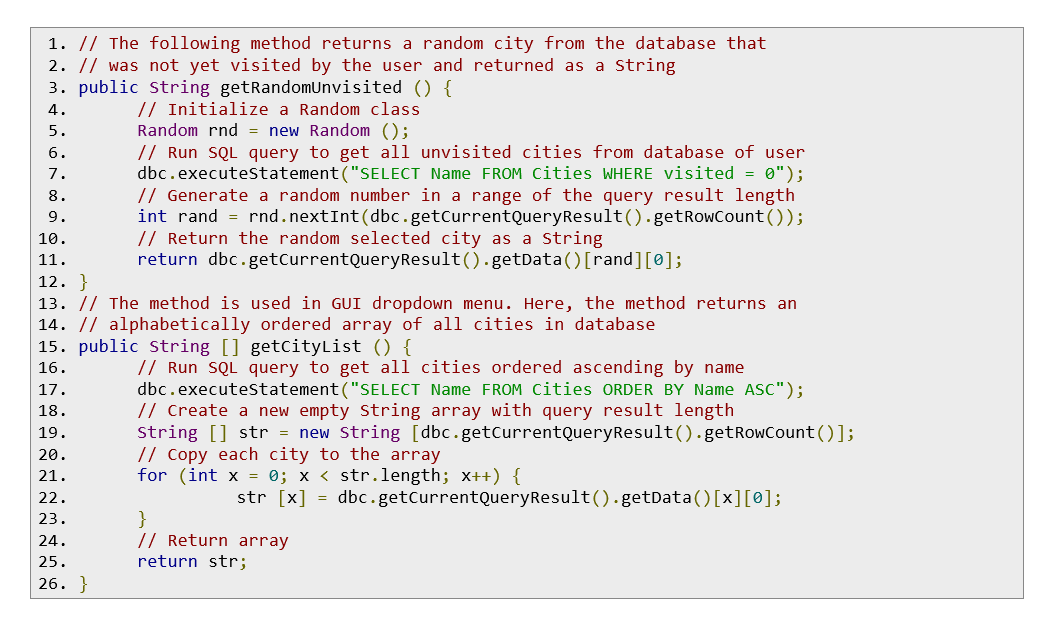 1. // The following method returns a random city from the database that
2. // was not yet visited by the user and returned as a String
3. public String getRandomUnvisited () {
4. // Initialize a Random class
5. Random rnd = new Random ();
6. // Run SQL query to get all unvisited cities from database of user
7. dbc.executeStatement("SELECT Name FROM Cities WHERE visited = 0");
8. // Generate a random number in a range of the query result length
9. int rand = rnd.nextInt(dbc.getCurrentQueryResult().getRowCount());
10. // Return the random selected city as a String
11. return dbc.getCurrentQueryResult().getData()[rand][0];
12. }
13. // The method is used in GUI dropdown menu. Here, the method returns an
14. // alphabetically ordered array of all cities in database
15. public String [] getCityList () {
16. // Run SQL query to get all cities ordered ascending by name
17. dbc.executeStatement("SELECT Name FROM Cities ORDER BY Name ASC");
18. // Create a new empty String array with query result length
19. String [] str = new String [dbc.getCurrentQueryResult().getRowCount()];
20. // Copy each city to the array
21. for (int x = 0; x < str.length; x++) {
22. str [x] = dbc.getCurrentQueryResult().getData()[x][0];
23. }
24. // Return array
25. return str;
26. }